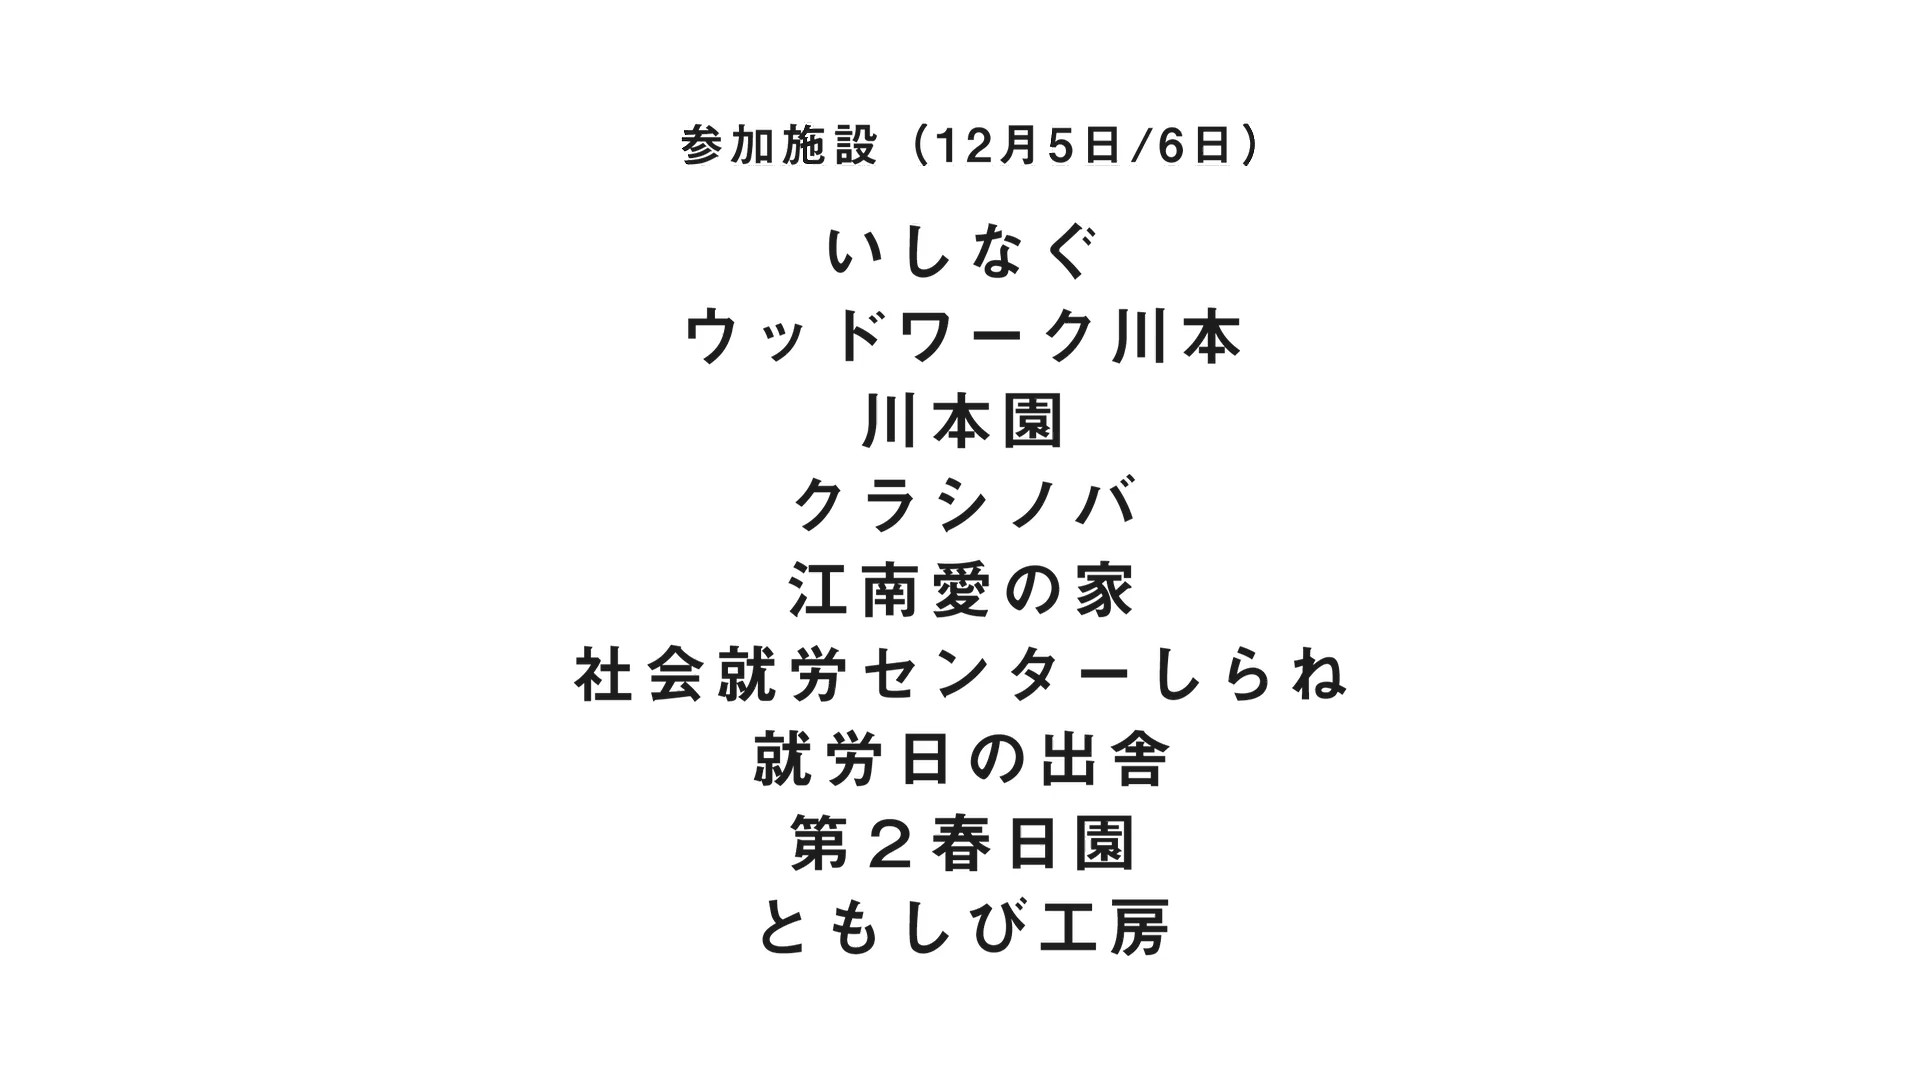 参加施設（12月5日/6日）
いしなぐ
ウッドワーク川本
川本園
クラシノバ
江南愛の家
社会就労センターしらね
就労日の出舎
第２春日園
ともしび工房